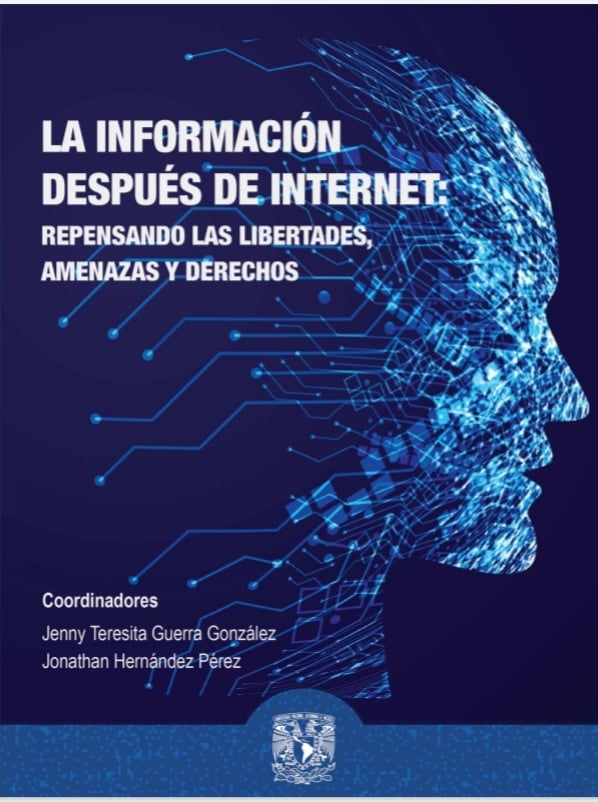 LA INFORMACIÓN
DESPUÉS DE INTERNET:
REPENSANDO LAS LIBERTADES,
AMENAZAS Y DERECHOS
Coordinadores
Jenny Teresita Guerra González
Jonathan Hernández Pérez